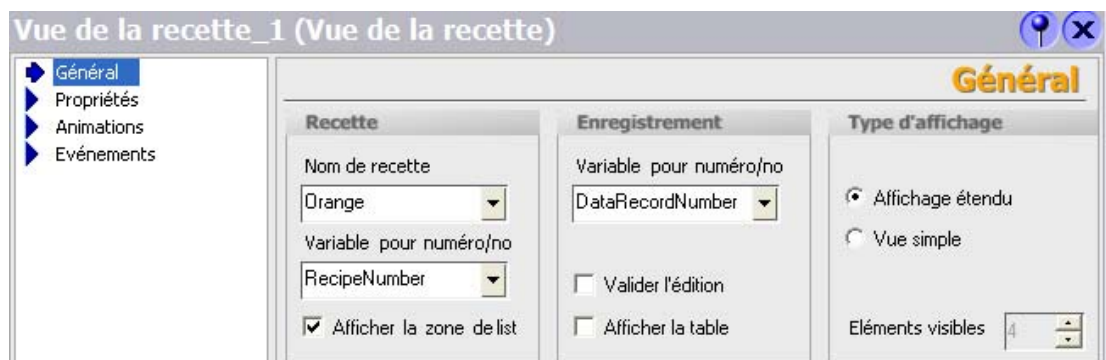 Vue de la recette_1 (Vue de la recette)
Général
Propriétés
Animations
Evénements
Général
Recette
Nom de recette
Orange
Variable pour numéro/no
RecipeNumber
Afficher la zone de list
Enregistrement
Variable pour numéro/no
DataRecordNumber
Valider l'édition
Afficher la table
Type d'affichage
Affichage étendu
Vue simple
Eléments visibles 4